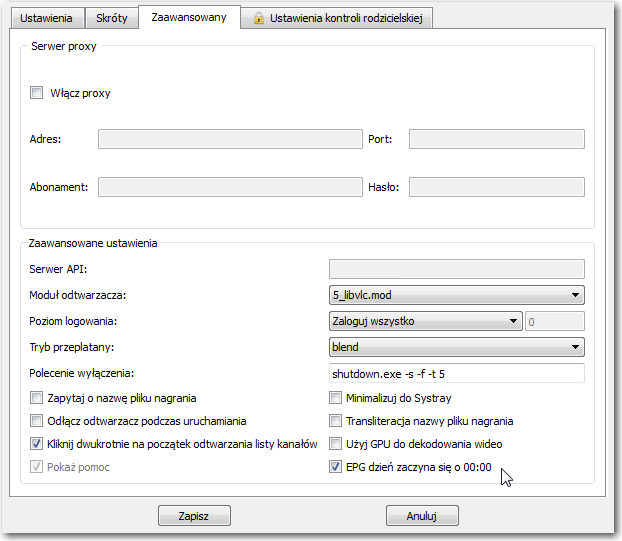 Ustawienia Skróty Zaawansowany Ustawienia kontroli rodzicielskiej
Serwer proxy
Włącz proxy
Adres: Port:
Abonament: Hasło:
Zaawansowane ustawienia
Serwer API:
Moduł odtwarzacza: 5_libvlc.mod
Poziom logowania: Zaloguj wszystko 0
Tryb przeplatany: blend
Polecenie wyłączenia: shutdown.exe -s -f -t 5
Zapytaj o nazwę pliku nagrania Minimalizuj do Systray
Odłącz odtwarzacz podczas uruchamiania Transliteracja nazwy pliku nagrania
Kliknij dwukrotnie na początek odtwarzania listy kanałów Użyj GPU do dekodowania wideo
Pokaż pomoc EPG dzień zaczyna się o 00:00
Zapisz Anuluj